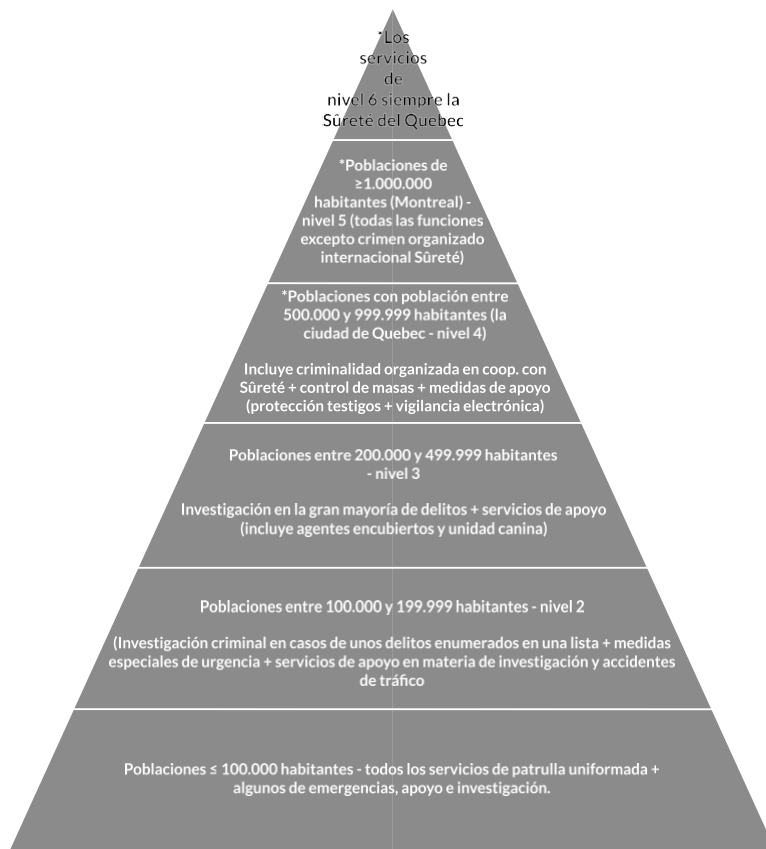 *Los
servicios
de
nivel 6 siempre la
Sûreté del Quebec
*Poblaciones de
≥1.000.000
habitantes (Montreal) -
nivel 5 (todas las funciones
excepto crimen organizado
internacional Sûreté)
*Poblaciones con población entre
500.000 y 999.999 habitantes (la
ciudad de Quebec - nivel 4)
Incluye criminalidad organizada en coop. con
Sûreté + control de masas + medidas de apoyo
(protección testigos + vigilancia electrónica)
Poblaciones entre 200.000 y 499.999 habitantes
- nivel 3
Investigación en la gran mayoría de delitos + servicios de apoyo
(incluye agentes encubiertos y unidad canina)
Poblaciones entre 100.000 y 199.999 habitantes - nivel 2
(Investigación criminal en casos de unos delitos enumerados en una lista + medidas
especiales de urgencia + servicios de apoyo en materia de investigación y accidentes
de tráfico
Poblaciones ≤ 100.000 habitantes - todos los servicios de patrulla uniformada +
algunos de emergencias, apoyo e investigación.